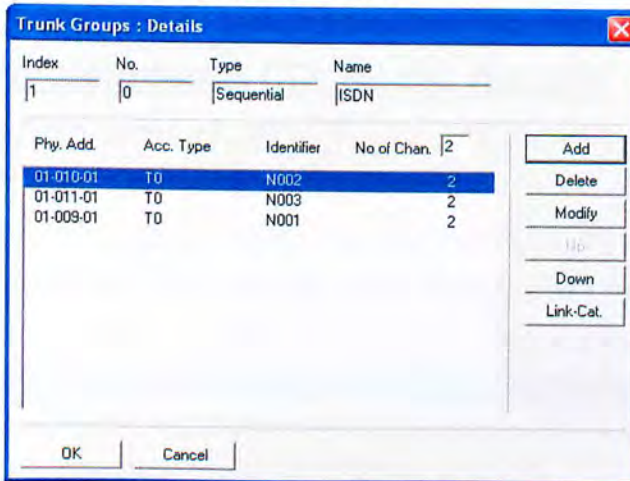 Trunk Groups : Details
Index No. Type Name
1 0 Sequential ISDN
Phy. Add. Acc. Type Identifier No of Chan. 2
01-010-01 T0 N002 2
01-011-01 T0 N003 2
01-009-01 T0 N001 2
Add
Delete
Modify
Up
Down
Link-Cat.
OK Cancel